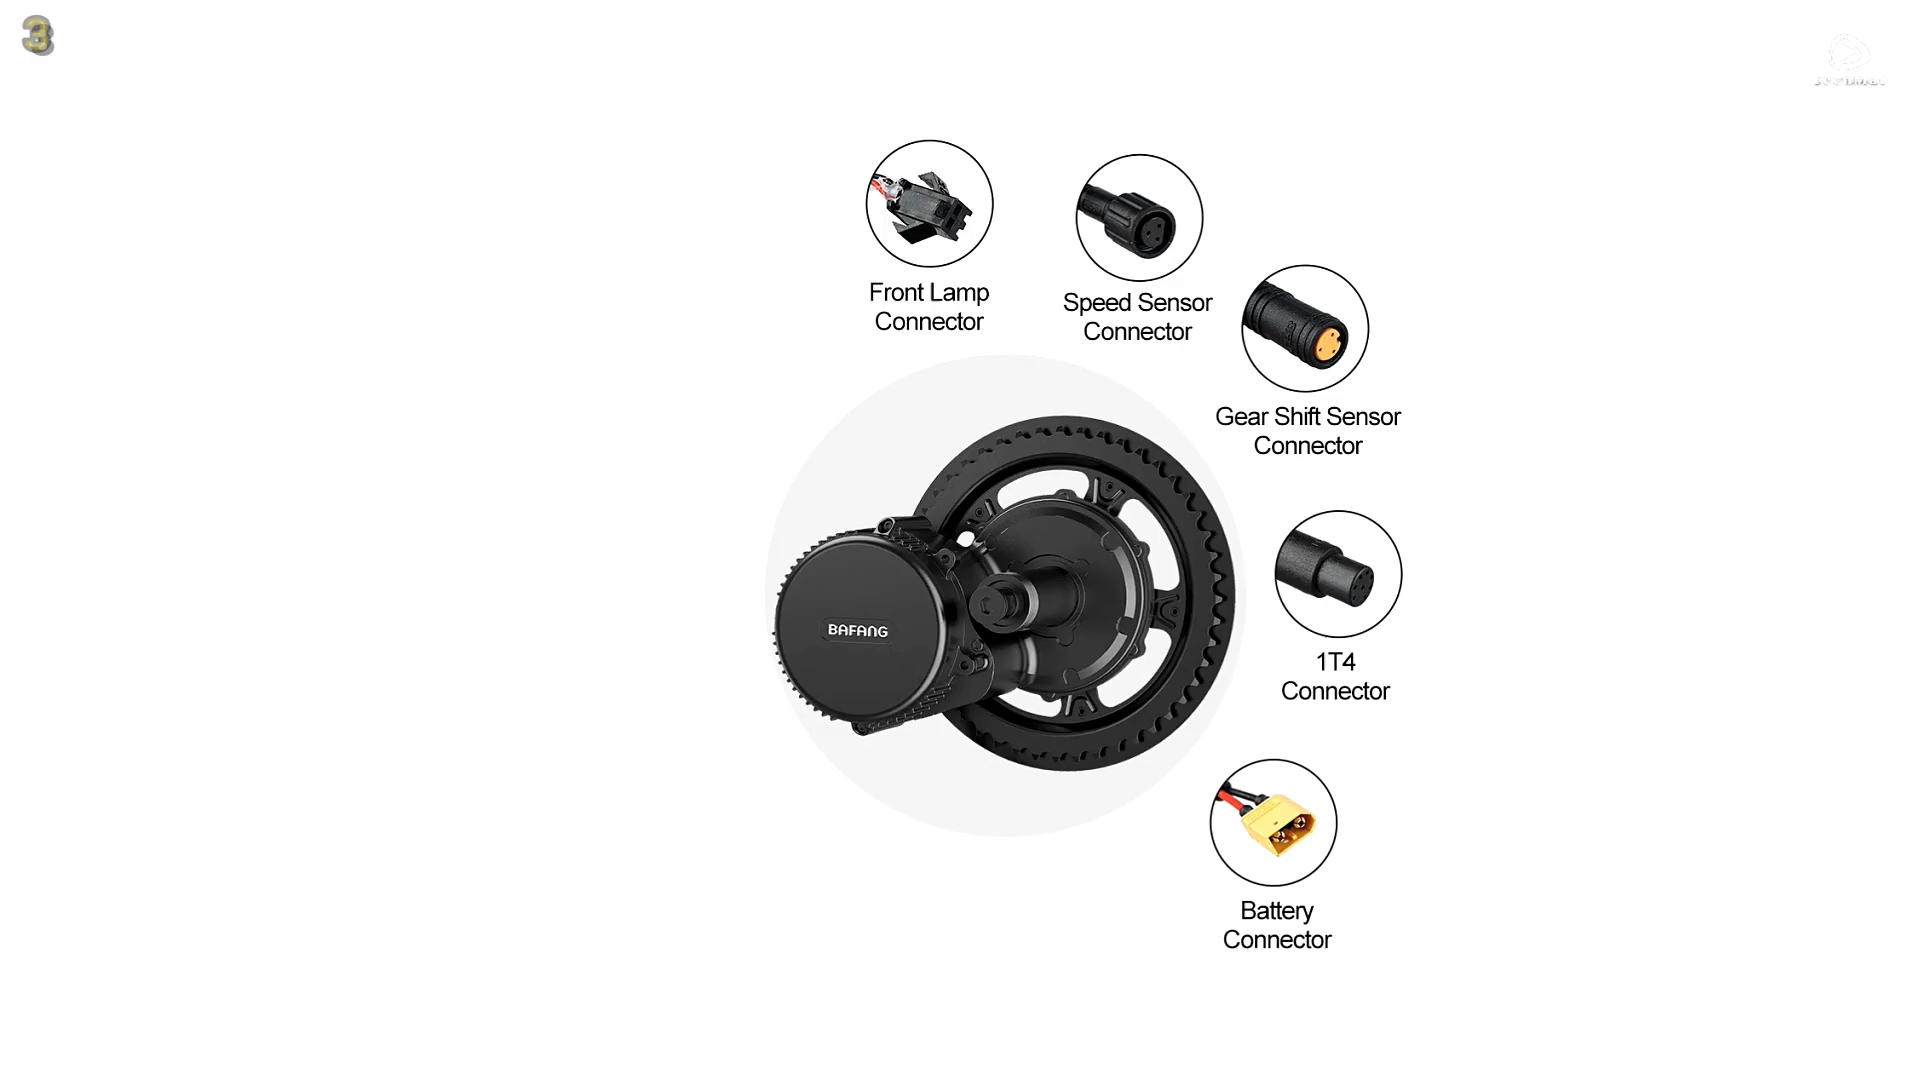 3
Front Lamp
Connector
Speed Sensor
Connector
Gear Shift Sensor
Connector
BAFANG
1T4
Connector
Battery
Connector